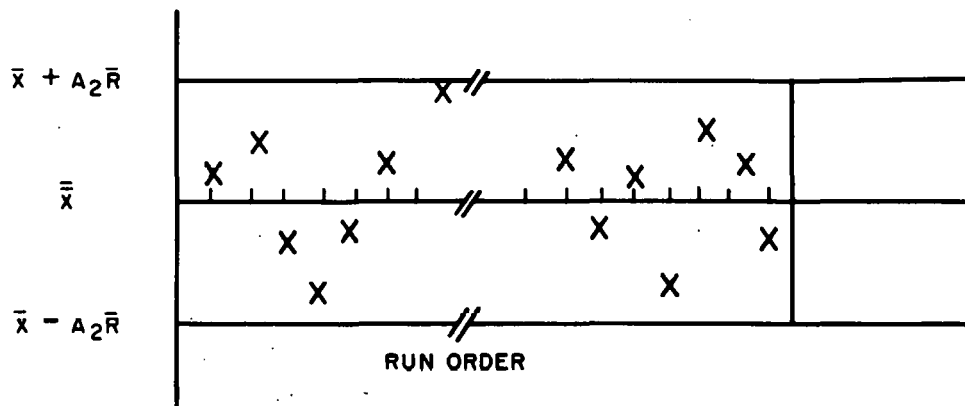 x̄ + A₂R̄
x̿
x̄ − A₂R̄
RUN ORDER